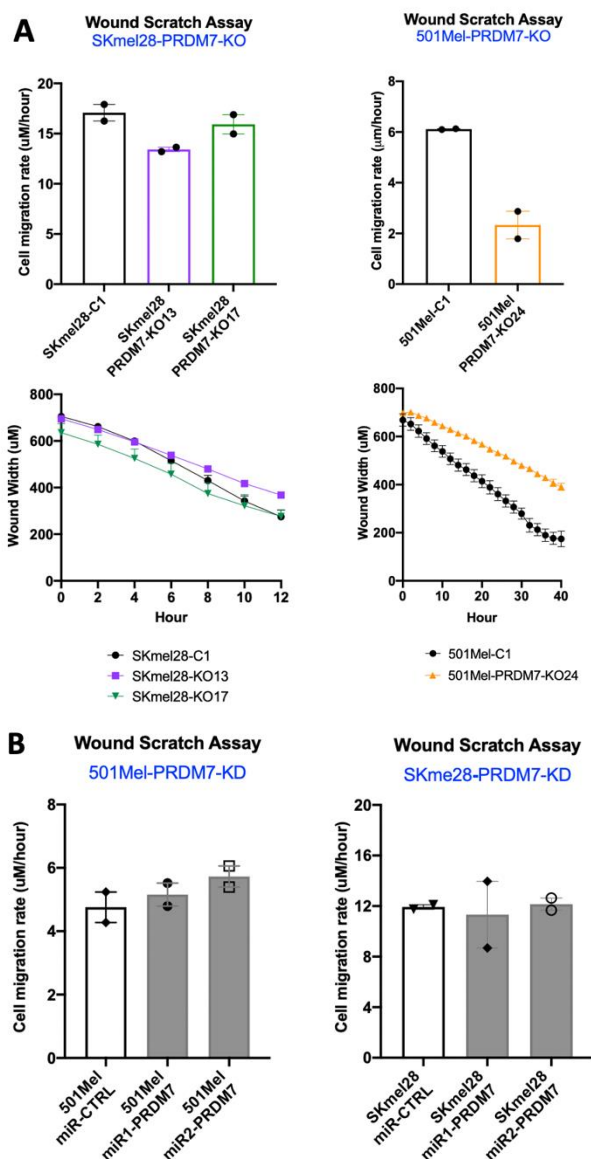 A
Wound Scratch Assay
SKmel28-PRDM7-KO
Cell migration rate (uM/hour)
20
15
10
5
0
SKmel28-C1
SKmel28
PRDM7-KO13
SKmel28
PRDM7-KO17
Wound Scratch Assay
501Mel-PRDM7-KO
Cell migration rate (μm/hour)
8
6
4
2
0
501Mel-C1
501Mel
PRDM7-KO24
Wound Width (uM)
800
600
400
200
0
0 2 4 6 8 10 12
Hour
SKmel28-C1
SKmel28-KO13
SKmel28-KO17
Wound Width (uM)
800
600
400
200
0
0 10 20 30 40
Hour
501Mel-C1
501Mel-PRDM7-KO24
B
Wound Scratch Assay
501Mel-PRDM7-KD
Cell migration rate (uM/hour)
8
6
4
2
0
501Mel
miR-CTRL
501Mel
miR1-PRDM7
501Mel
miR2-PRDM7
Wound Scratch Assay
SKme28-PRDM7-KD
Cell migration rate (uM/hour)
20
16
12
8
4
0
SKmel28
miR-CTRL
SKmel28
miR1-PRDM7
SKmel28
miR2-PRDM7